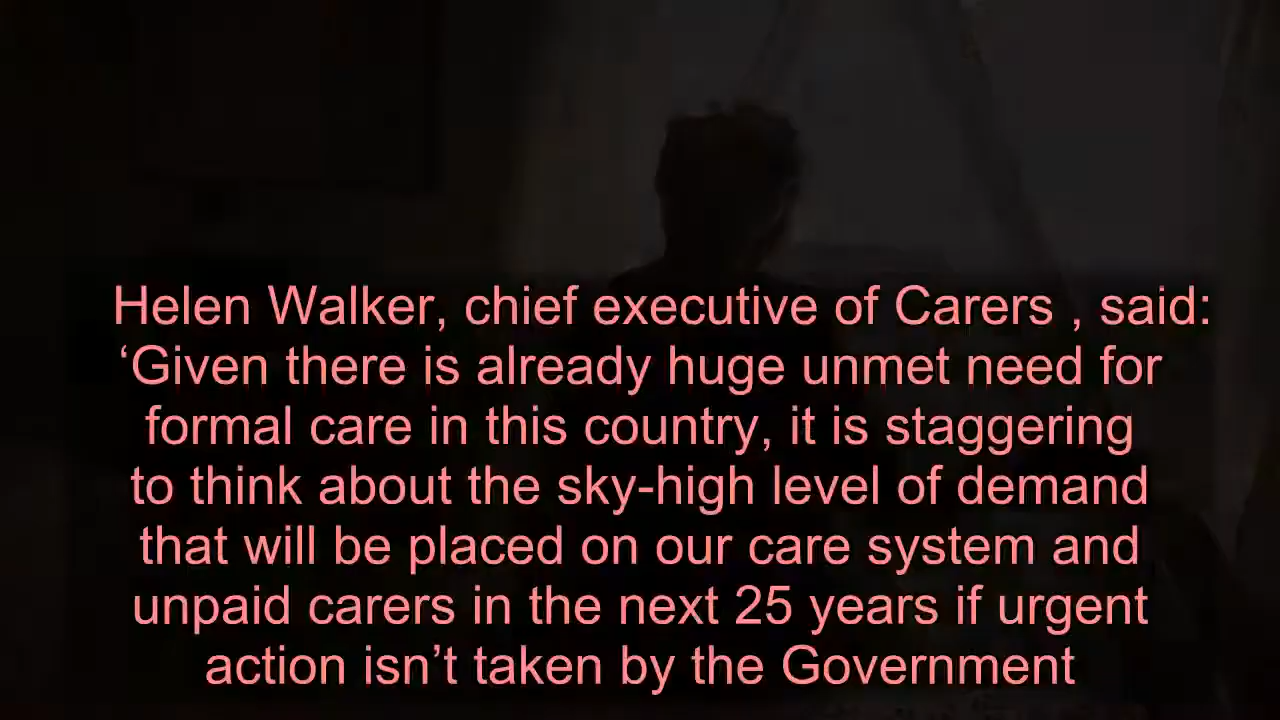 Helen Walker, chief executive of Carers , said:
‘Given there is already huge unmet need for
formal care in this country, it is staggering
to think about the sky-high level of demand
that will be placed on our care system and
unpaid carers in the next 25 years if urgent
action isn’t taken by the Government